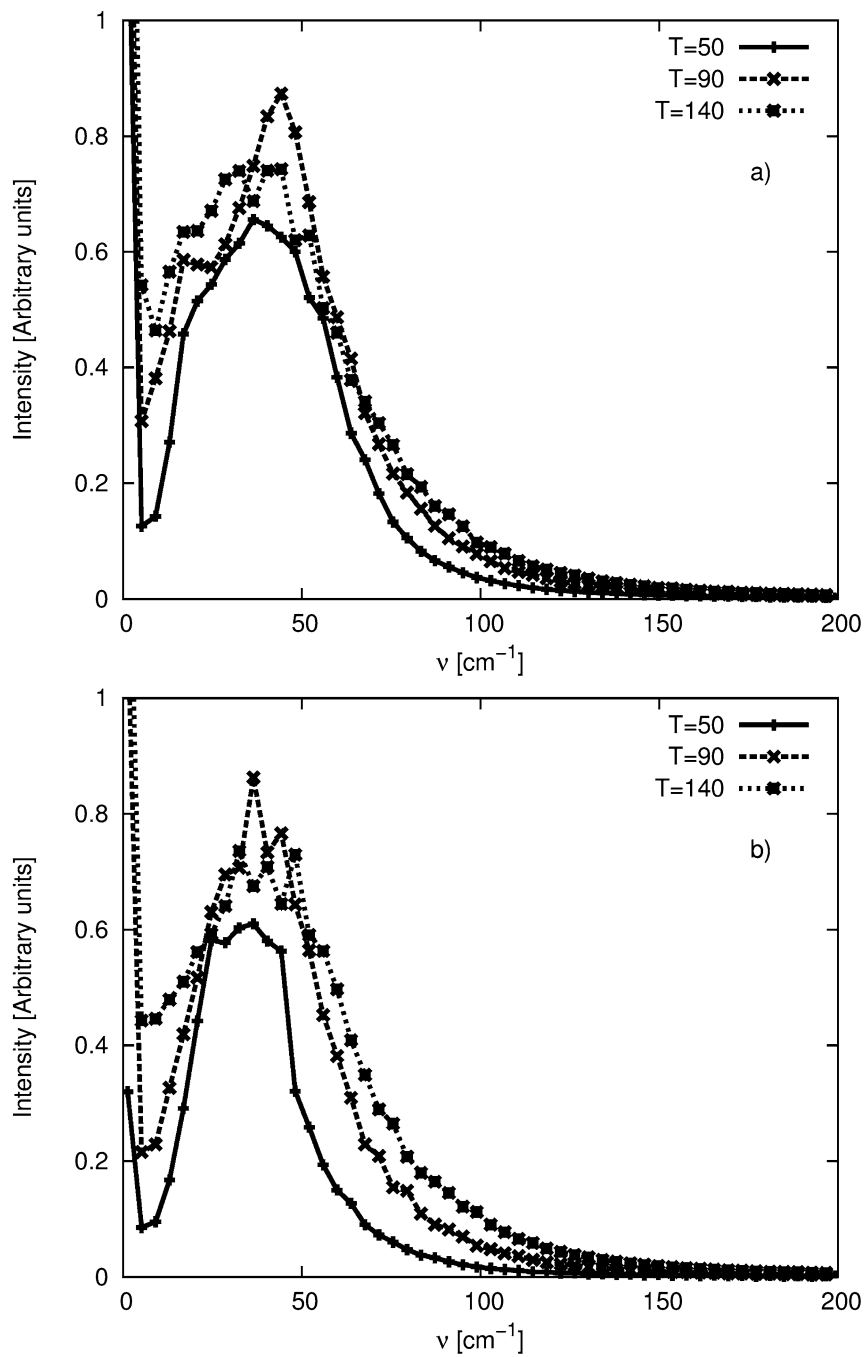 1
0.8
0.6
0.4
0.2
0
0 50 100 150 200
Intensity [Arbitrary units]
ν [cm⁻¹]
T=50
T=90
T=140
a)
1
0.8
0.6
0.4
0.2
0
0 50 100 150 200
Intensity [Arbitrary units]
ν [cm⁻¹]
T=50
T=90
T=140
b)